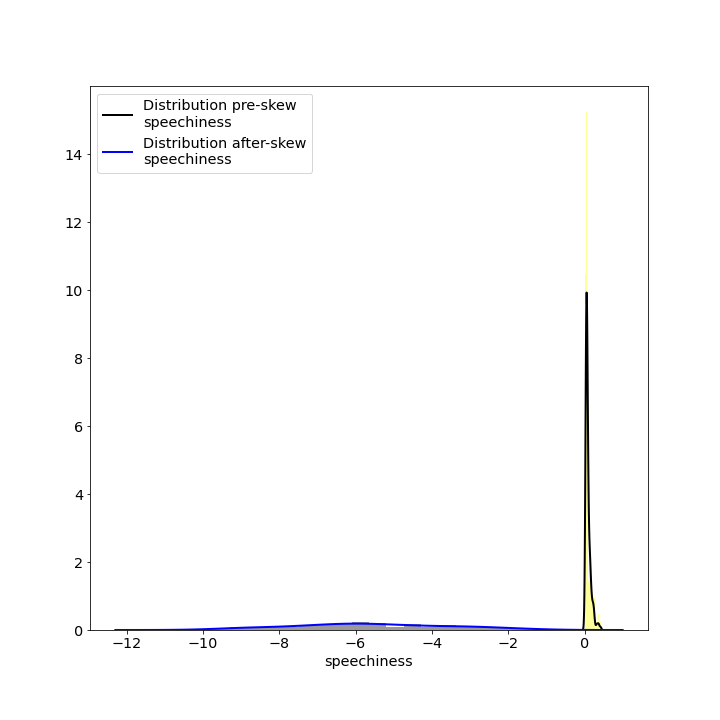 Distribution pre-skew
speechiness
Distribution after-skew
speechiness
14
12
10
8
6
4
2
0
−12 −10 −8 −6 −4 −2 0
speechiness